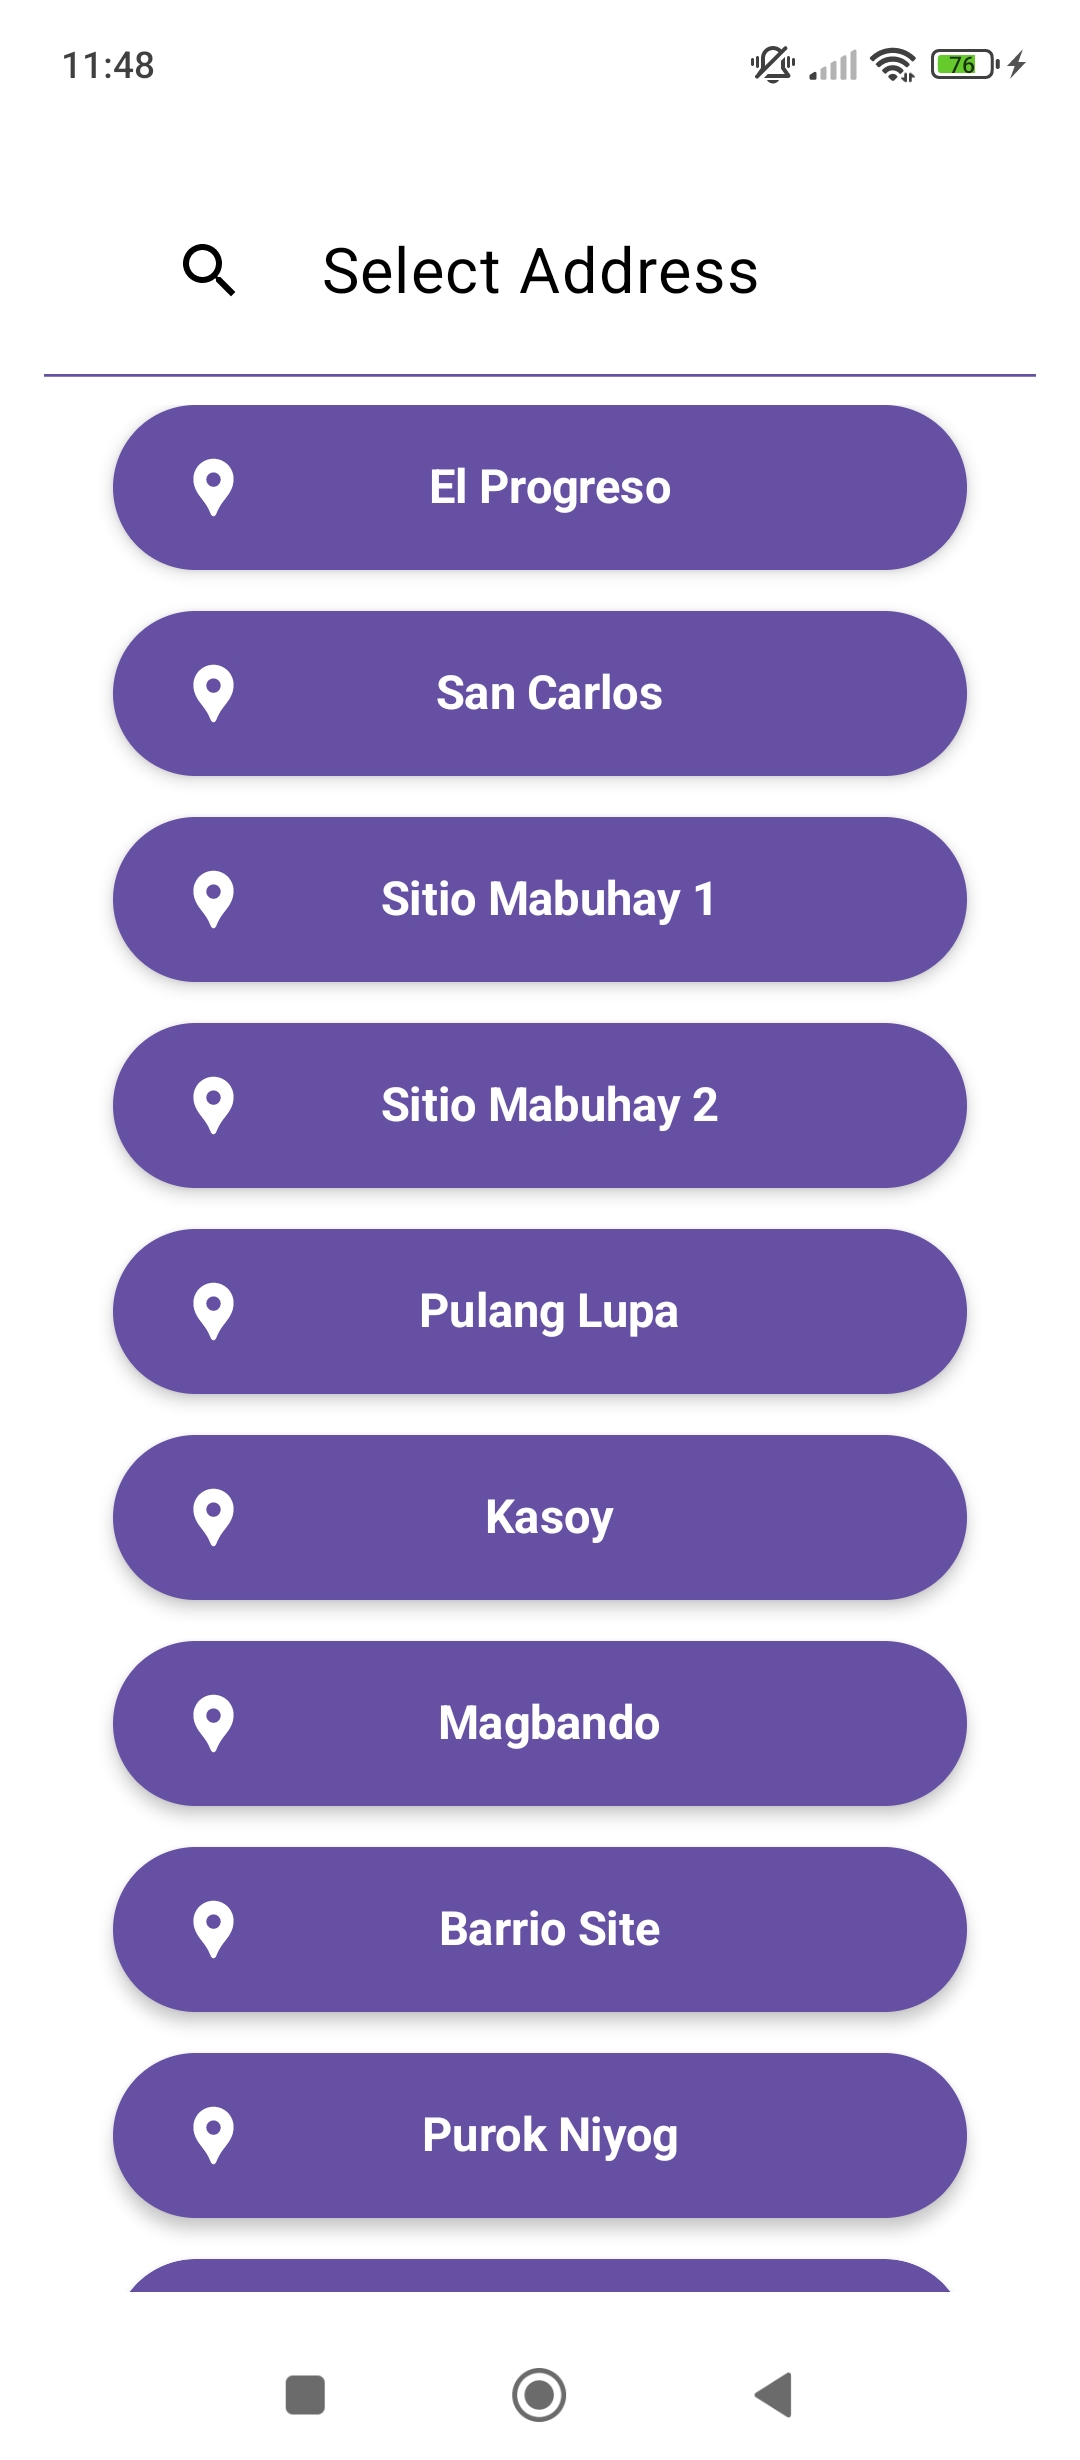 11:48
76
Select Address
El Progreso
San Carlos
Sitio Mabuhay 1
Sitio Mabuhay 2
Pulang Lupa
Kasoy
Magbando
Barrio Site
Purok Niyog